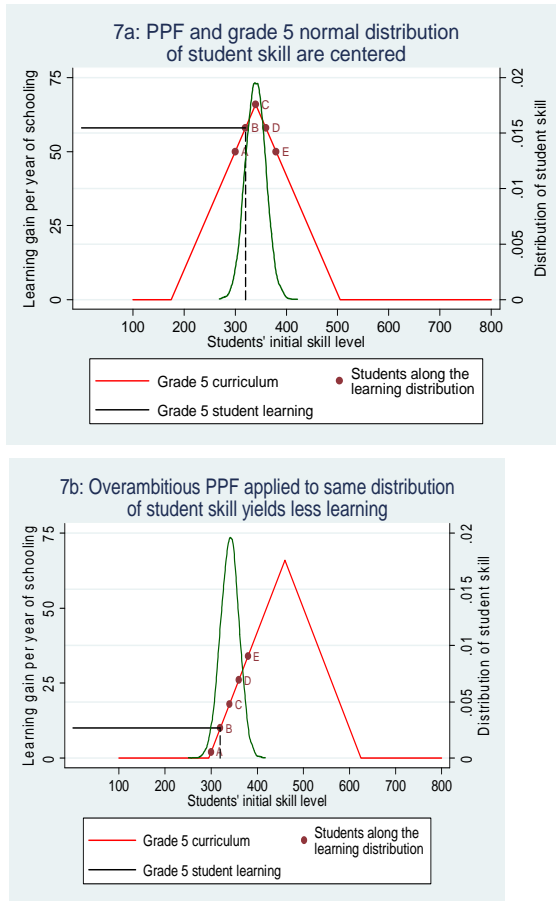 7a: PPF and grade 5 normal distribution
of student skill are centered
Learning gain per year of schooling
75
50
25
0
.02
.015
.01
.005
0
Distribution of student skill
A
B
C
D
E
100 200 300 400 500 600 700 800
Students' initial skill level
Grade 5 curriculum
Students along the
learning distribution
Grade 5 student learning
7b: Overambitious PPF applied to same distribution
of student skill yields less learning
Learning gain per year of schooling
75
50
25
0
.02
.015
.01
.005
0
Distribution of student skill
A
B
C
D
E
100 200 300 400 500 600 700 800
Students' initial skill level
Grade 5 curriculum
Students along the
learning distribution
Grade 5 student learning